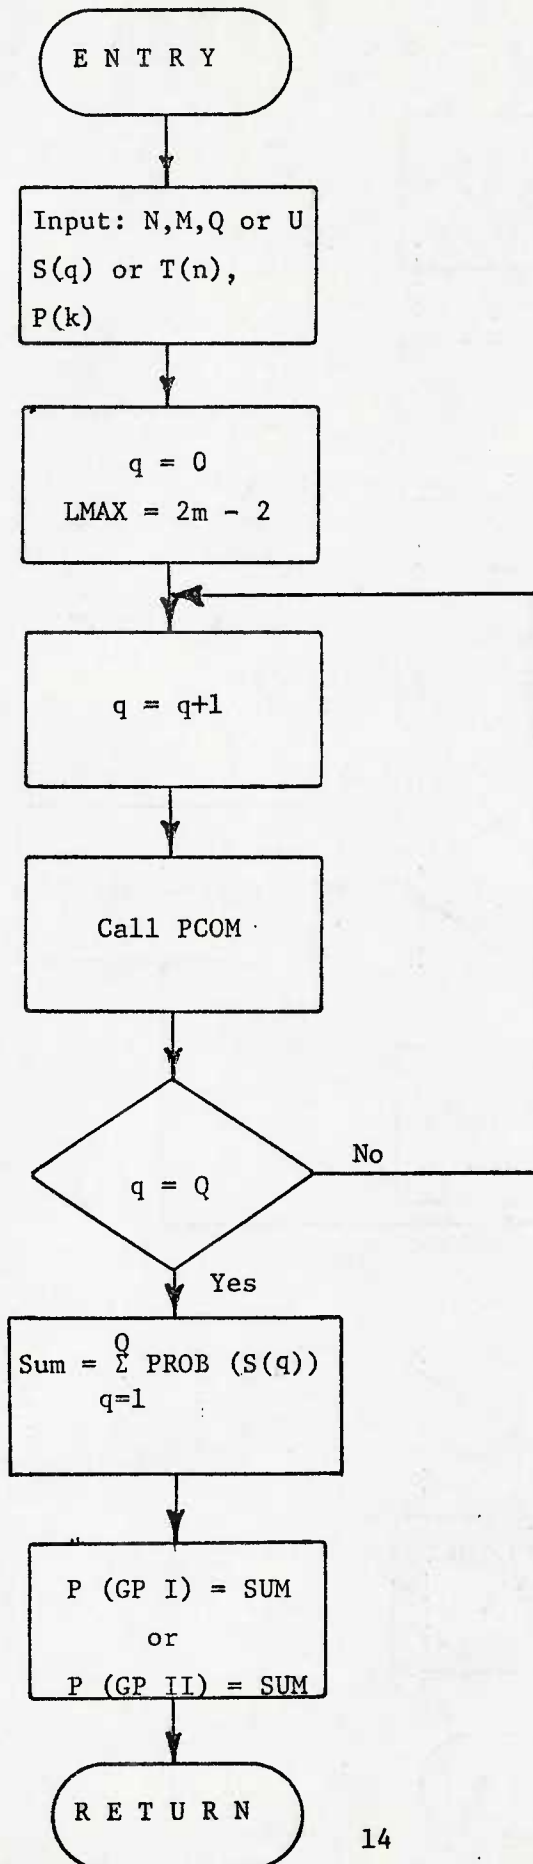 E N T R Y
Input: N,M,Q or U
S(q) or T(n),
P(k)
q = 0
LMAX = 2m - 2
q = q+1
Call PCOM
q = Q
No
Yes
Q
Sum = Σ PROB (S(q))
q=1
P (GP I) = SUM
or
P (GP II) = SUM
R E T U R N
14